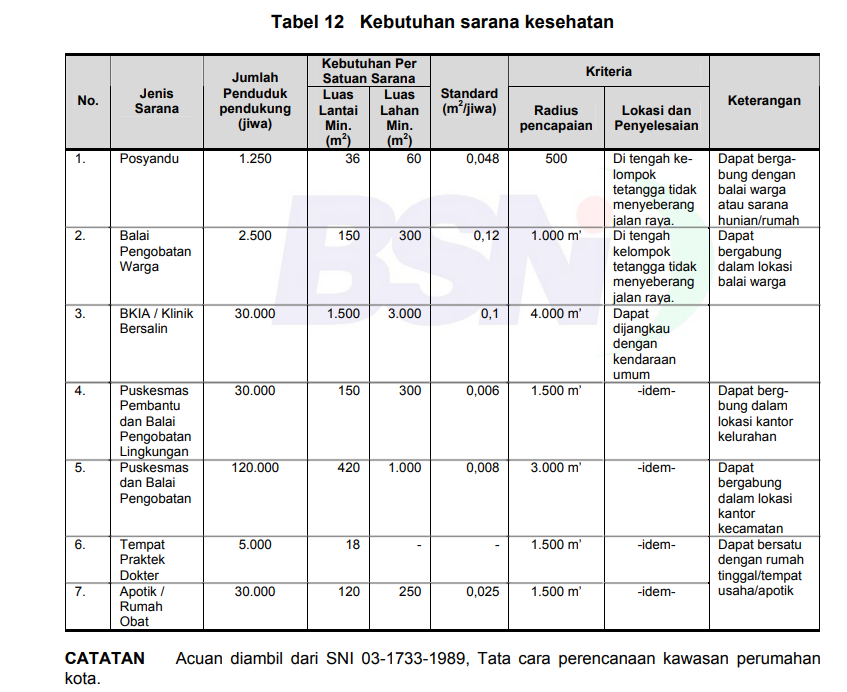 Tabel 12 Kebutuhan sarana kesehatan
No.
Jenis
Sarana
Jumlah
Penduduk
pendukung
(jiwa)
Kebutuhan Per
Satuan Sarana
Luas
Lantai
Min.
(m²)
Luas
Lahan
Min.
(m²)
Standard
(m²/jiwa)
Kriteria
Radius
pencapaian
Lokasi dan
Penyelesaian
Keterangan
1. Posyandu 1.250 36 60 0,048 500 Di tengah ke- Dapat berga-
lompok bung dengan
tetangga tidak balai warga
menyeberang atau sarana
jalan raya. hunian/rumah
2. Balai 2.500 150 300 0,12 1.000 m’ Di tengah Dapat
Pengobatan kelompok bergabung
Warga tetangga tidak dalam lokasi
menyeberang balai warga
jalan raya.
3. BKIA / Klinik 30.000 1.500 3.000 0,1 4.000 m’ Dapat
Bersalin dijangkau
dengan
kendaraan
umum
4. Puskesmas 30.000 150 300 0,006 1.500 m’ -idem- Dapat berg-
Pembantu bung dalam
dan Balai lokasi kantor
Pengobatan kelurahan
Lingkungan
5. Puskesmas 120.000 420 1.000 0,008 3.000 m’ -idem- Dapat
dan Balai bergabung
Pengobatan dalam lokasi
kantor
kecamatan
6. Tempat 5.000 18 - - 1.500 m’ -idem- Dapat bersatu
Praktek dengan rumah
Dokter tinggal/tempat
7. Apotik / 30.000 120 250 0,025 1.500 m’ -idem- usaha/apotik
Rumah
Obat
BSNi
CATATAN Acuan diambil dari SNI 03-1733-1989, Tata cara perencanaan kawasan perumahan
kota.